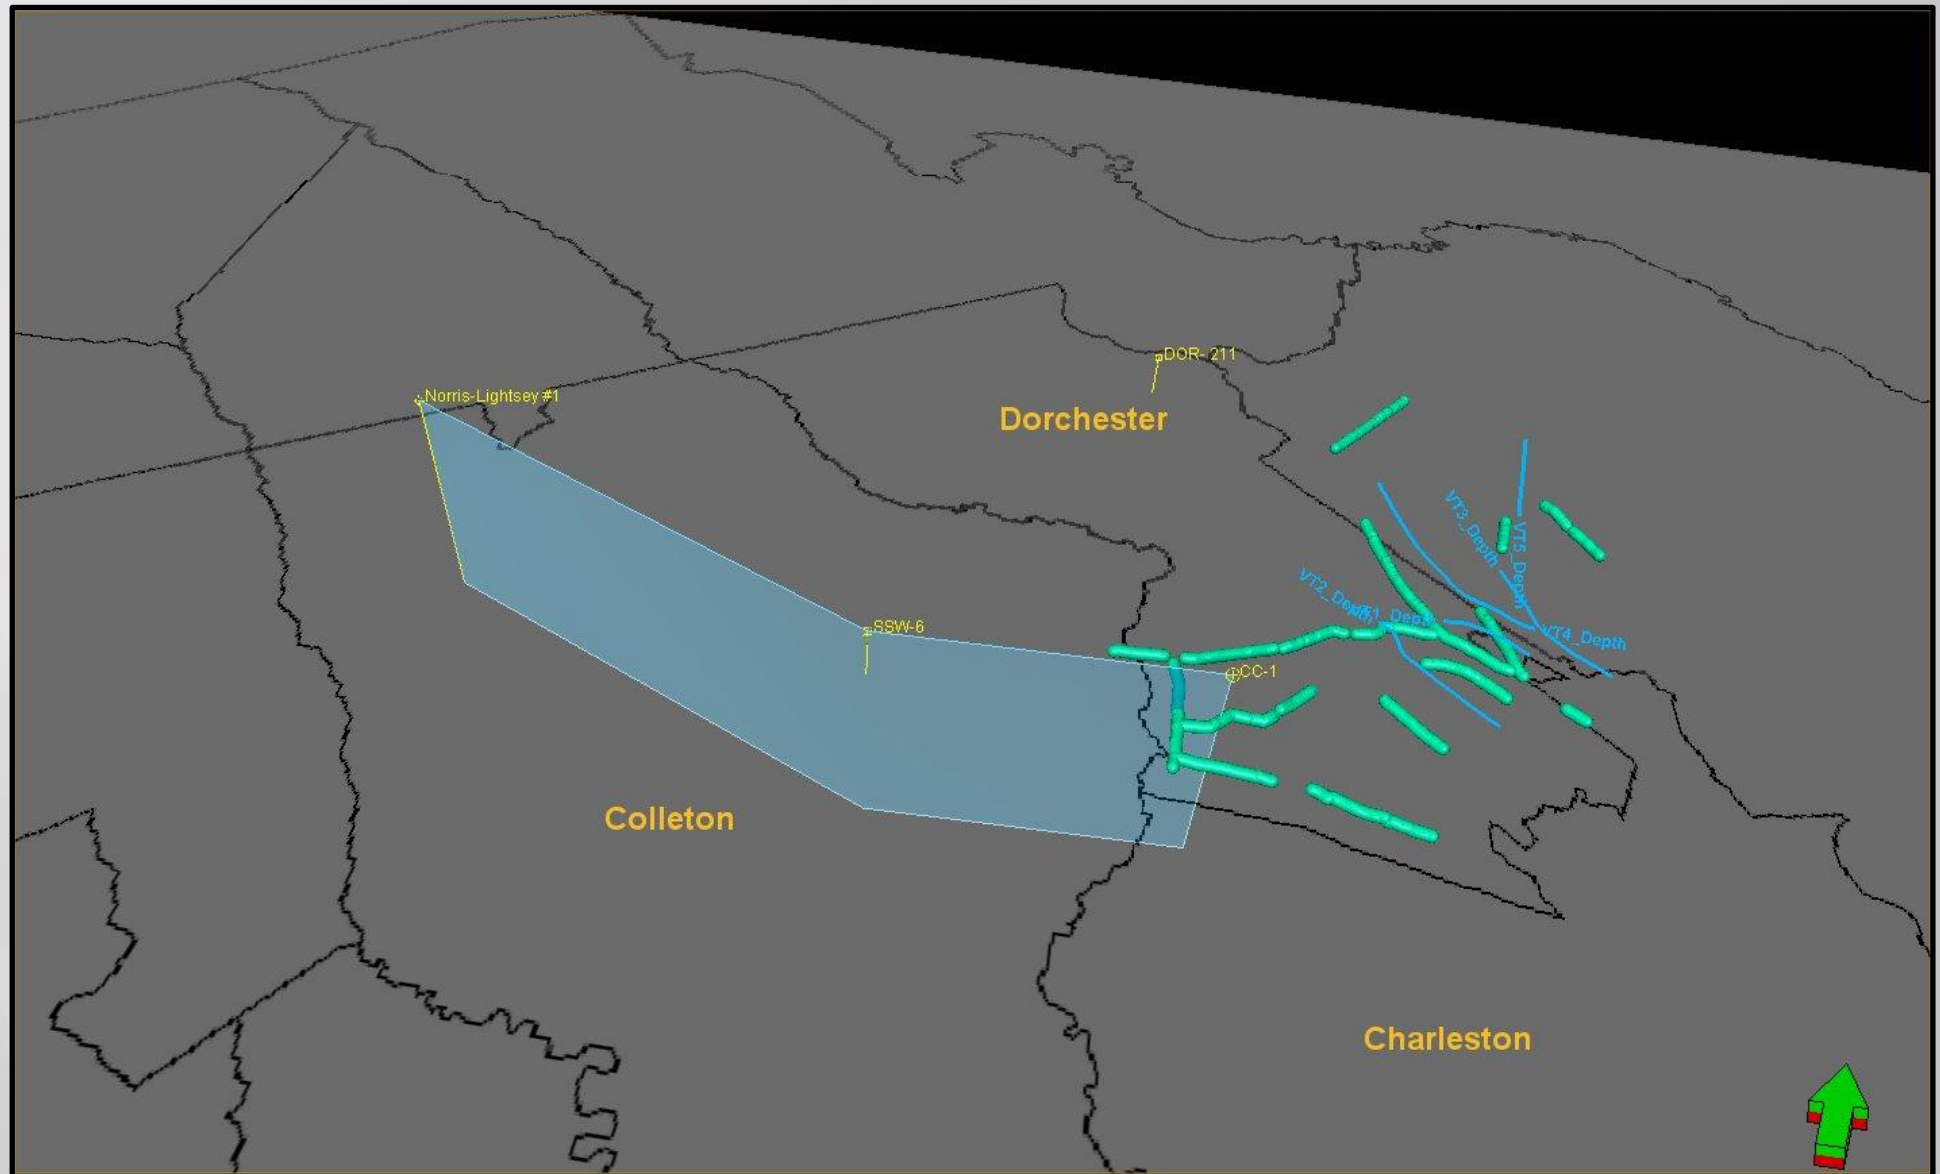 DOR- 211
Norris-Lightsey #1
Dorchester
VT3_Depth
VT5_Depth
VT2_Depth
SSW-6
VT4_Depth
CC-1
Colleton
Charleston